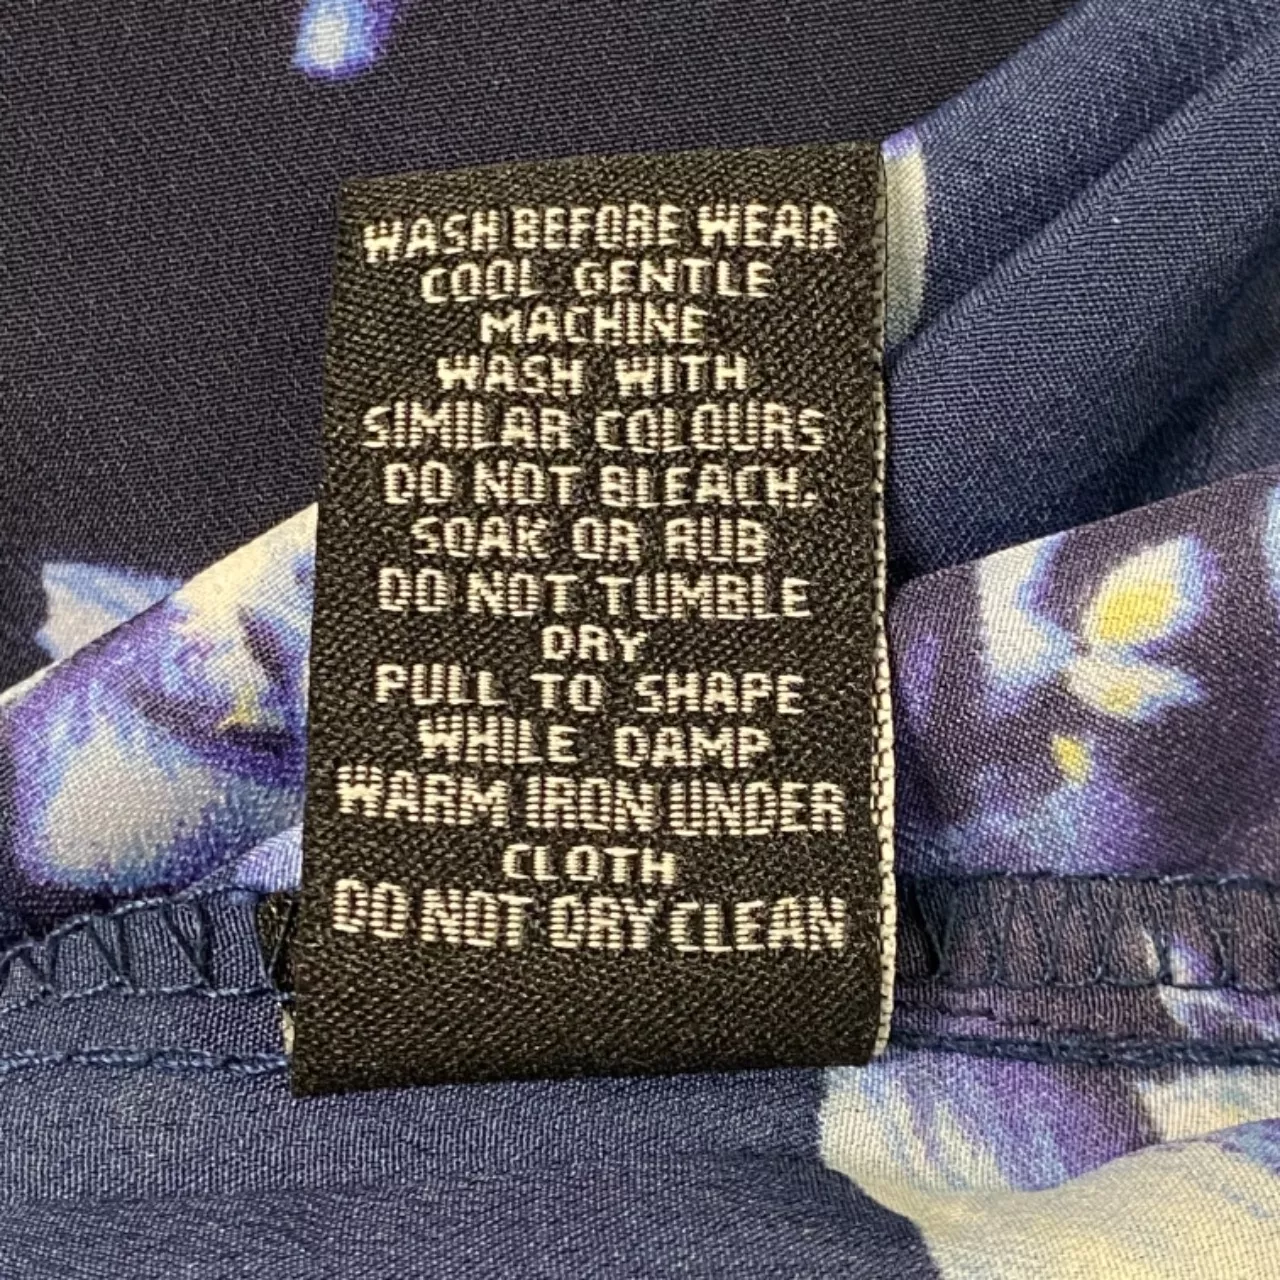 WASH BEFORE WEAR
COOL GENTLE
MACHINE
WASH WITH
SIMILAR COLOURS
DO NOT BLEACH,
SOAK OR RUB
DO NOT TUMBLE
DRY
PULL TO SHAPE
WHILE DAMP
WARM IRON UNDER
CLOTH
DO NOT DRY CLEAN